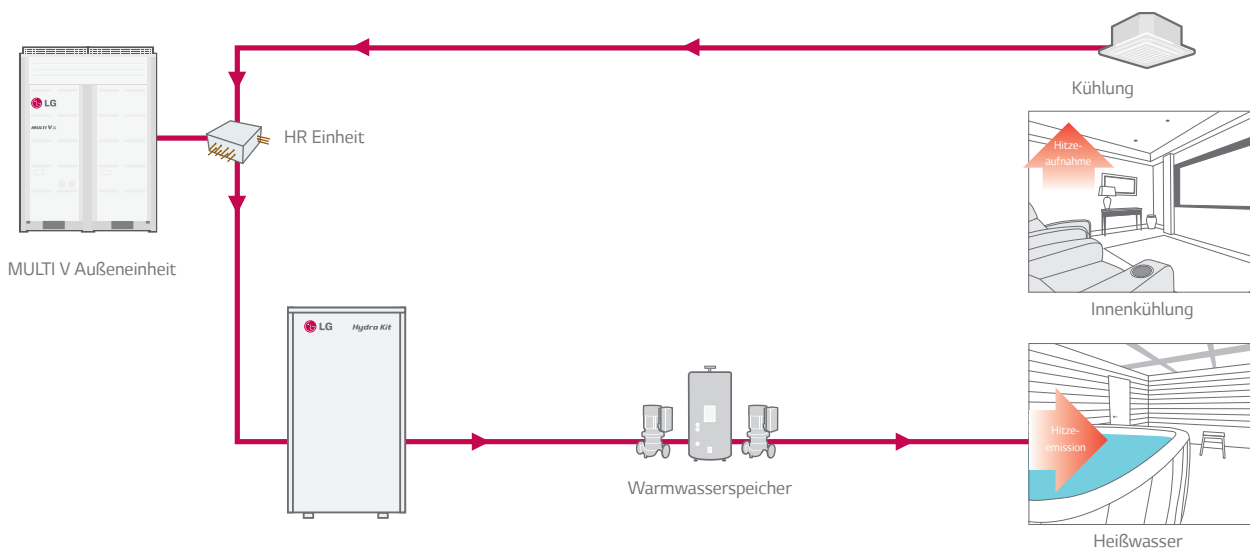 LG
MULTI V
MULTI V Außeneinheit
HR Einheit
Kühlung
Hitze-
aufnahme
Innenkühlung
LG
Hydro Kit
Warmwasserspeicher
Hitze-
emission
Heißwasser